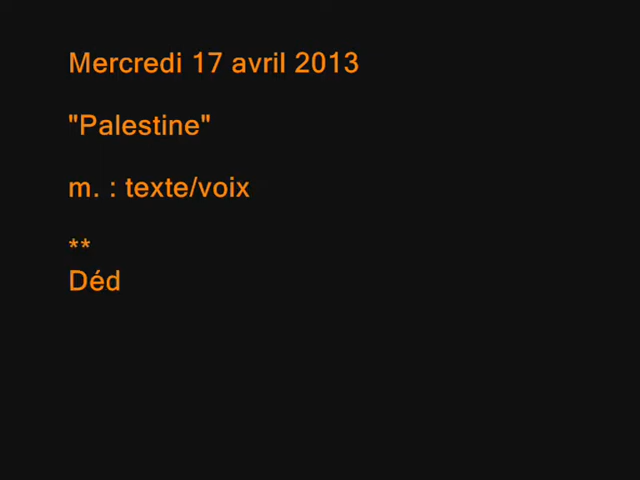 Mercredi 17 avril 2013
"Palestine"
m. : texte/voix
**
Déd